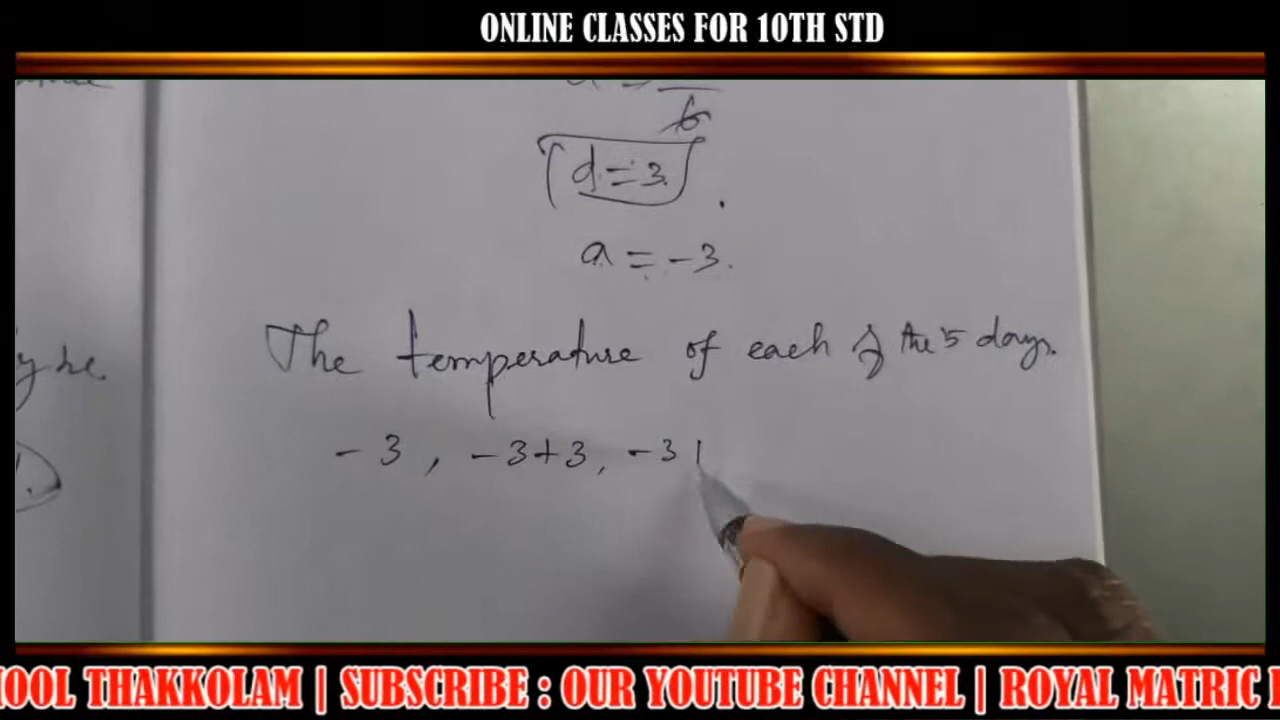 ONLINE CLASSES FOR 10TH STD
6
d = 3
a = -3.
The temperature of each of the 5 days.
-3, -3+3, -3
OOL THAKKOLAM | SUBSCRIBE : OUR YOUTUBE CHANNEL | ROYAL MATRIC